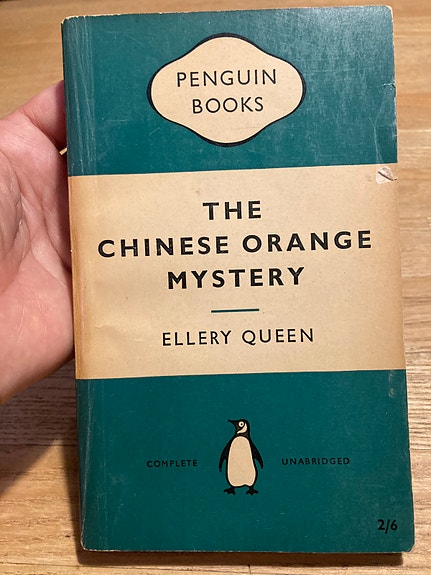 PENGUIN
BOOKS
THE
CHINESE ORANGE
MYSTERY
ELLERY QUEEN
COMPLETE UNABRIDGED
2/6